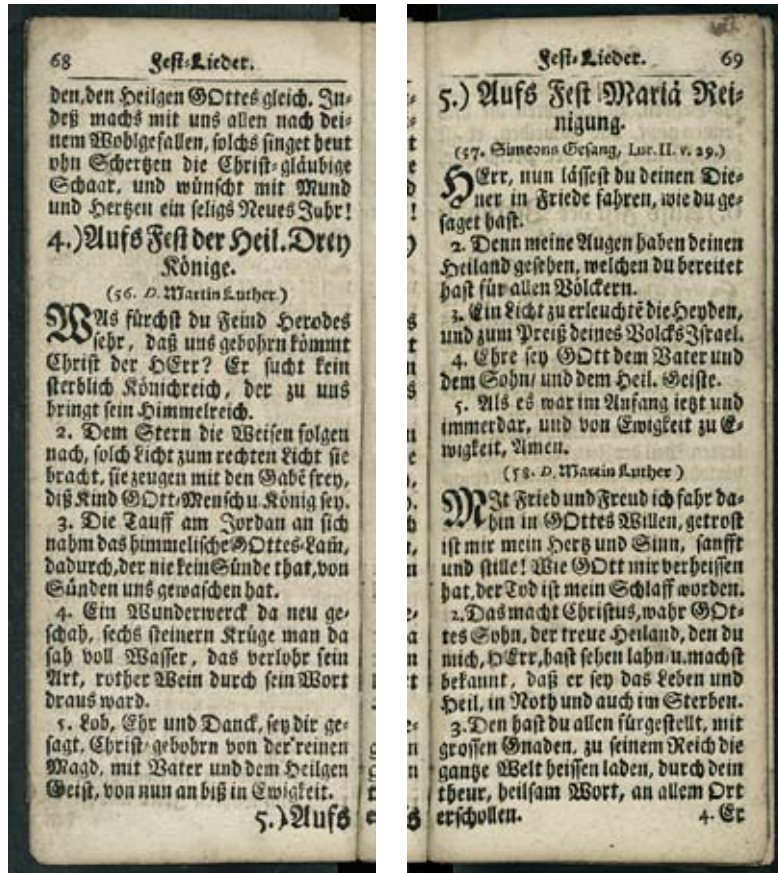 68 Fest-Lieder.
den, den Heilgen GOttes gleich. In-
deß machs mit uns allen nach dei-
nem Wohlgefallen, solchs singet heut
ohn Schertzen die Christ-gläubige
Schaar, und wünscht mit Mund
und Hertzen ein seligs Neues Jahr!
4.) Aufs Fest der Heil. Drey
Könige.
(56. D. Martin Luther.)
WAs fürchst du Feind Herodes
sehr, daß uns gebohrn kömmt
Christ der HErr? Er sucht kein
sterblich Königreich, der zu uns
bringt sein Himmelreich.
2. Dem Stern die Weisen folgen
nach, solch Licht zum rechten Licht sie
bracht, sie zeugen mit den Gabē frey,
diß Kind GOtt-Mensch u. König sey.
3. Die Tauff am Jordan an sich
nahm das himmelische GOttes-Lam̄,
dadurch, der nie kein Sünde that, von
Sünden uns gewaschen hat.
4. Ein Wunderwerck da neu ge-
schah, sechs steinern Krüge man da
sah voll Wasser, das verlohr sein
Art, rother Wein durch sein Wort
draus ward.
5. Lob, Ehr und Danck, sey dir ge-
sagt, Christ-gebohrn von der reinen
Magd, mit Vater und dem Heilgen
Geist, von nun an biß in Ewigkeit.
5.) Aufs
Fest-Lieder. 69
5.) Aufs Fest Mariä Rei-
nigung.
(57. Simeons Gesang, Luc. II. v. 29.)
HErr, nun lässest du deinen Die-
ner in Friede fahren, wie du ge-
saget hast.
2. Denn meine Augen haben deinen
Heiland gesehen, welchen du bereitet
hast für allen Völckern.
3. Ein Licht zu erleuchtē die Heyden,
und zum Preiß deines Volcks Israel.
4. Ehre sey GOtt dem Vater und
dem Sohn/ und dem Heil. Geiste.
5. Als es war im Anfang ietzt und
immerdar, und von Ewigkeit zu E-
wigkeit, Amen.
(58. D. Martin Luther)
MIt Fried und Freud ich fahr da-
hin in GOttes Willen, getrost
ist mir mein Hertz und Sinn, sanfft
und stille! Wie GOtt mir verheissen
hat, der Tod ist mein Schlaff worden.
2. Das macht Christus, wahr GOt-
tes Sohn, der treue Heiland, den du
mich, HErr, hast sehen lahn u. machst
bekannt, daß er sey das Leben und
Heil, in Noth und auch im Sterben.
3. Den hast du allen fürgestellt, mit
grossen Gnaden, zu seinem Reich die
gantze Welt heissen laden, durch dein
theur, heilsam Wort, an allem Ort
erschollen. 4. Er